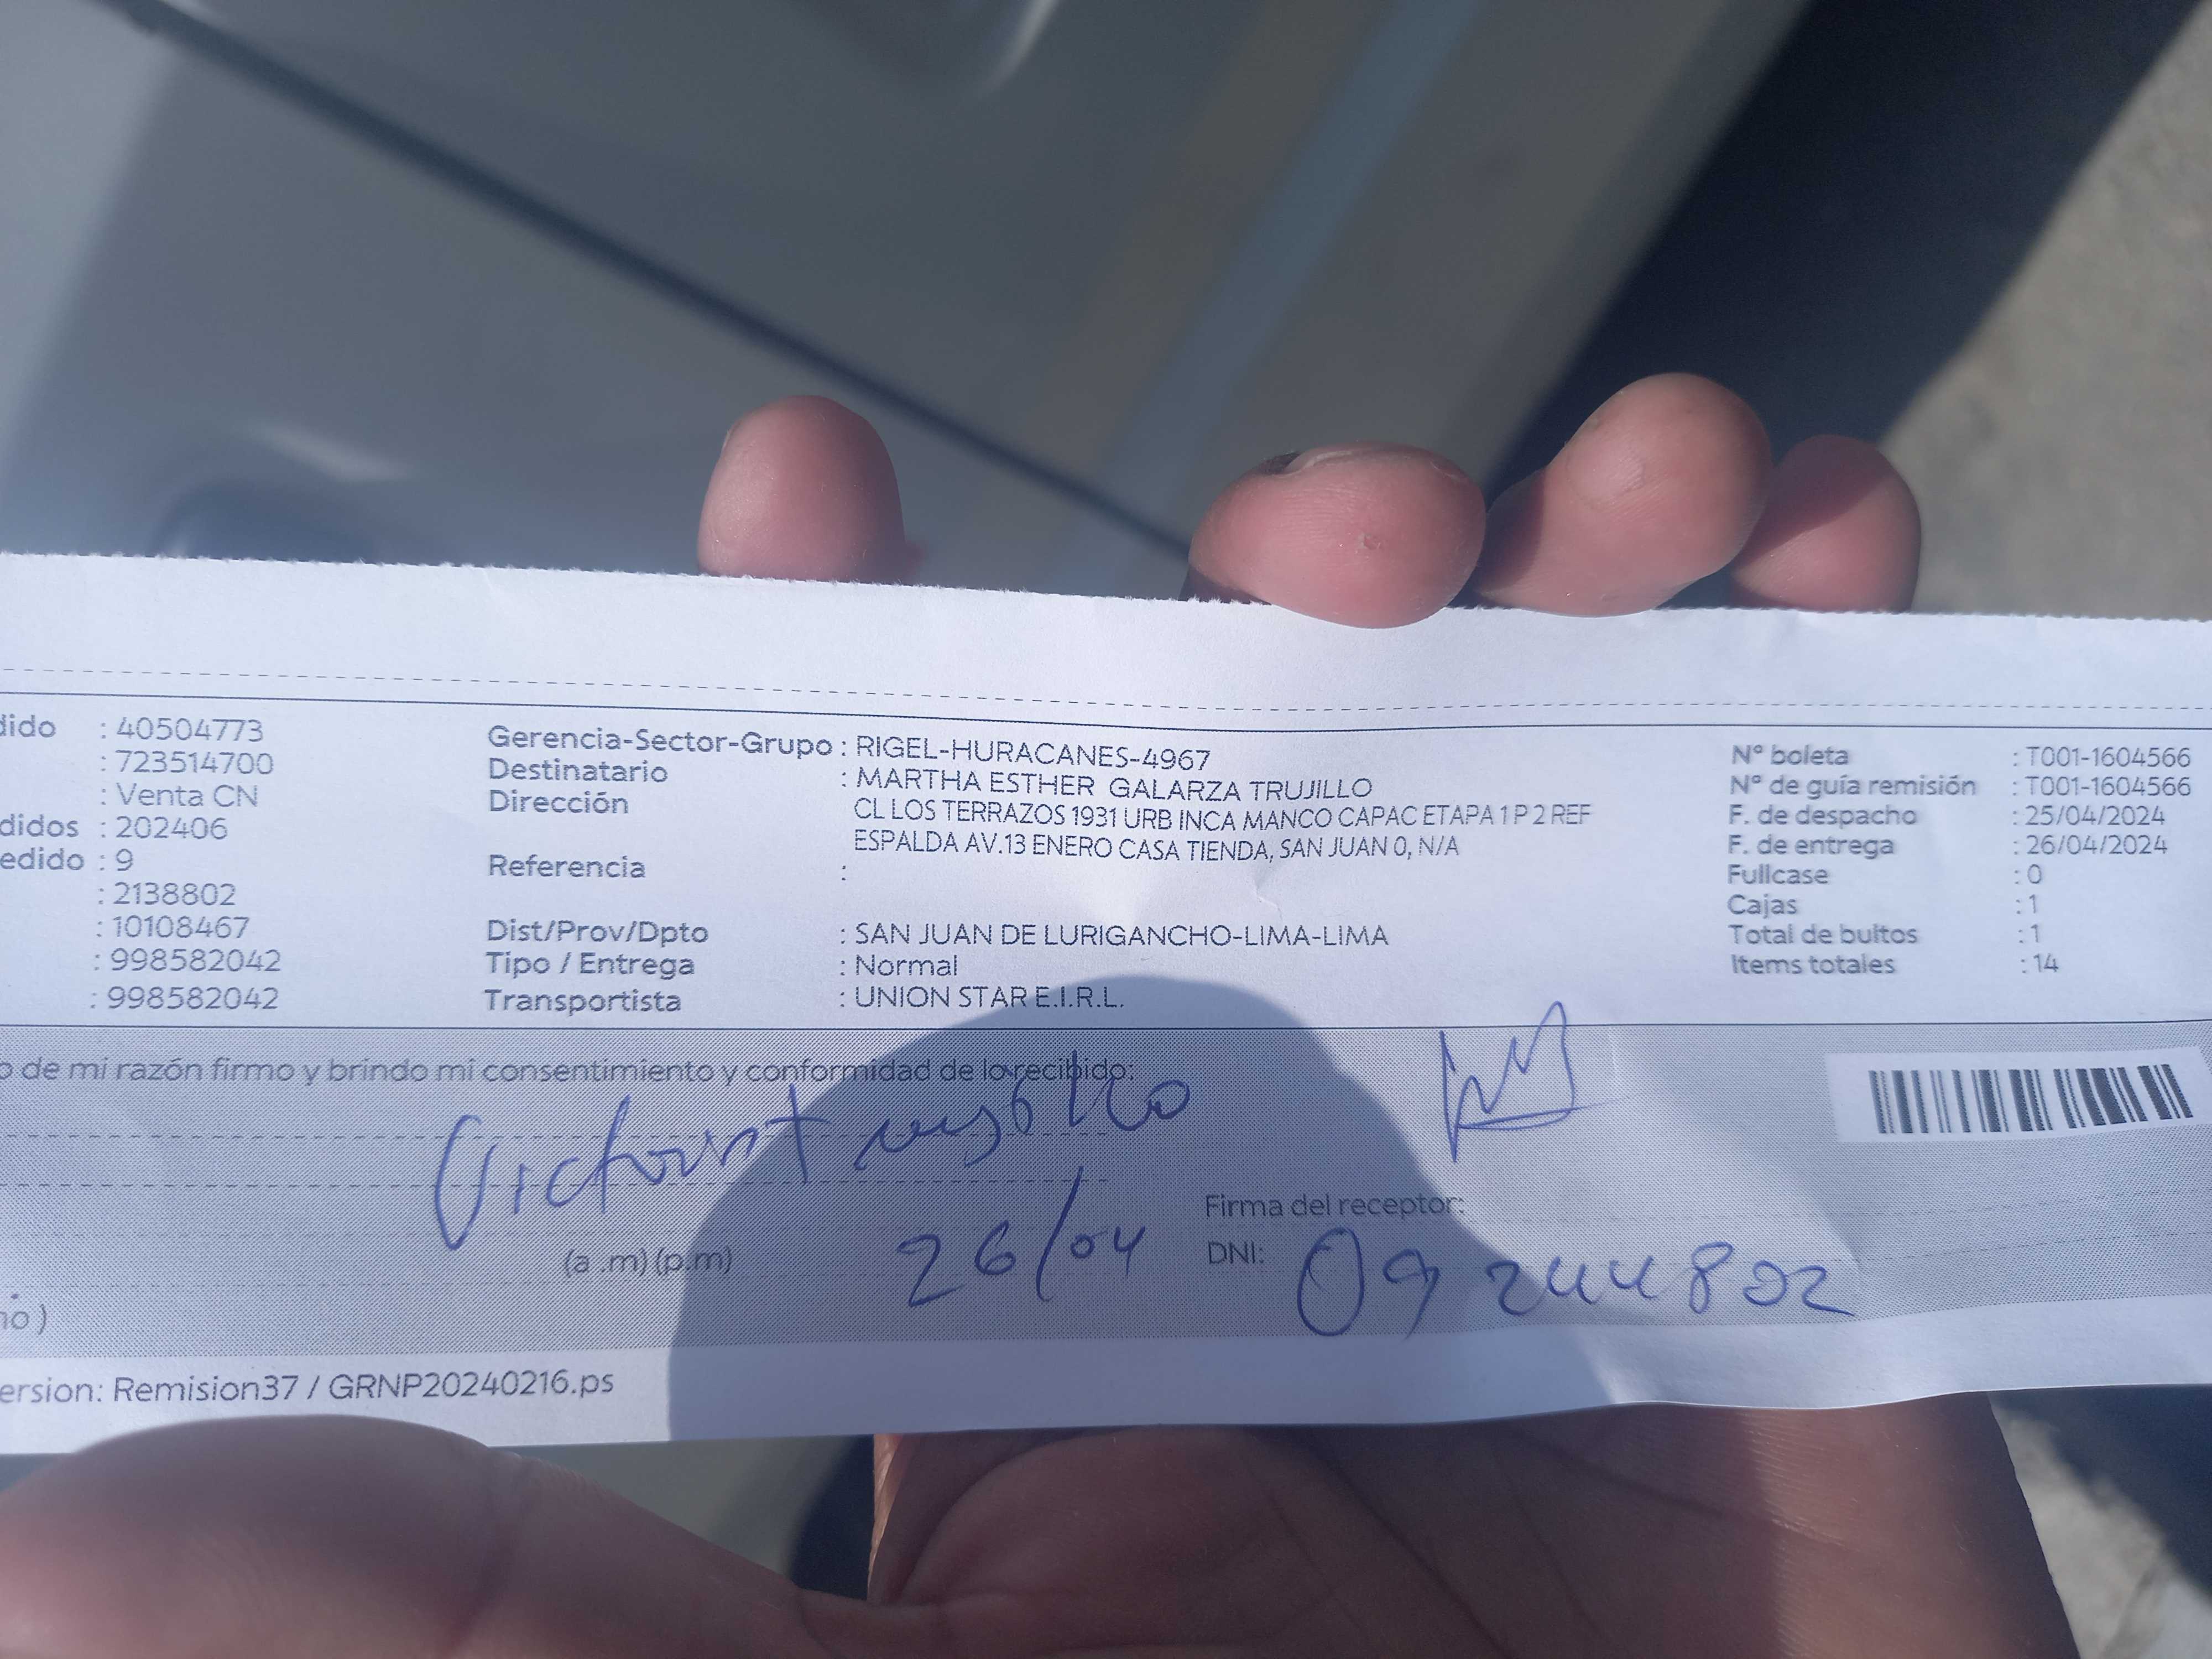 dido : 40504773
: 723514700
: Venta CN
didos : 202406
edido : 9
: 2138802
: 10108467
: 998582042
: 998582042
Gerencia-Sector-Grupo : RIGEL-HURACANES-4967
Destinatario : MARTHA ESTHER GALARZA TRUJILLO
Dirección CL LOS TERRAZOS 1931 URB INCA MANCO CAPAC ETAPA 1 P 2 REF
ESPALDA AV.13 ENERO CASA TIENDA, SAN JUAN 0, N/A
Referencia :
Dist/Prov/Dpto : SAN JUAN DE LURIGANCHO-LIMA-LIMA
Tipo / Entrega : Normal
Transportista : UNION STAR E.I.R.L.
Nº boleta : T001-1604566
Nº de guía remisión : T001-1604566
F. de despacho : 25/04/2024
F. de entrega : 26/04/2024
Fullcase : 0
Cajas : 1
Total de bultos : 1
Items totales : 14
o de mi razón firmo y brindo mi consentimiento y conformidad de lo recibido:
Firma del receptor:
(a .m) (p.m) 26/04
DNI: 09244802
no )
ersion: Remision37 / GRNP20240216.ps